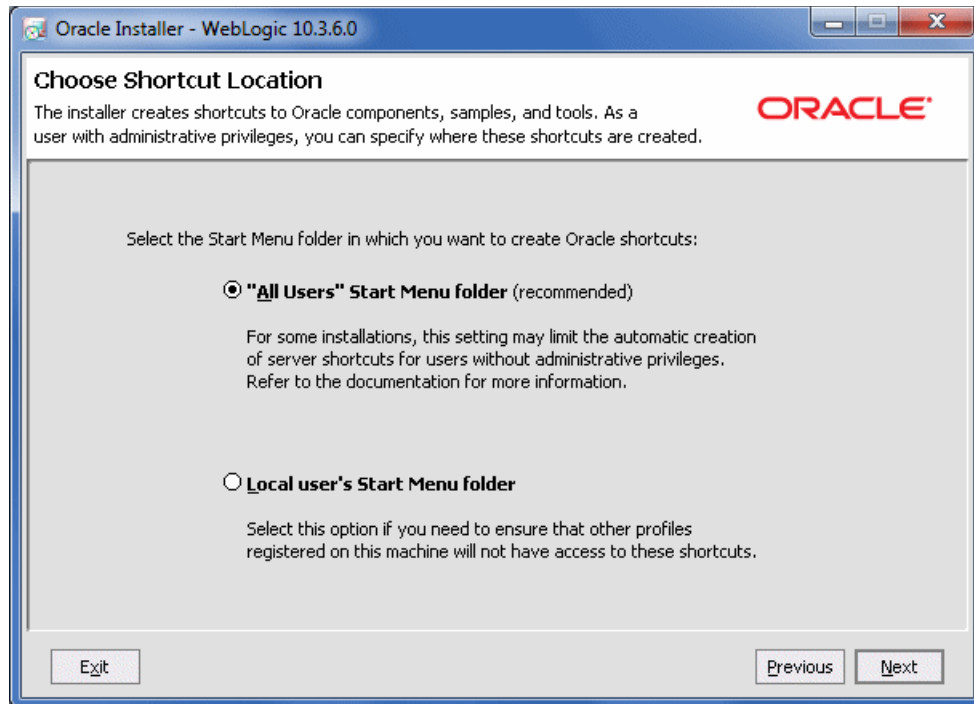 Oracle Installer - WebLogic 10.3.6.0
Choose Shortcut Location
The installer creates shortcuts to Oracle components, samples, and tools. As a
user with administrative privileges, you can specify where these shortcuts are created.
ORACLE
Select the Start Menu folder in which you want to create Oracle shortcuts:
"All Users" Start Menu folder (recommended)
For some installations, this setting may limit the automatic creation
of server shortcuts for users without administrative privileges.
Refer to the documentation for more information.
Local user's Start Menu folder
Select this option if you need to ensure that other profiles
registered on this machine will not have access to these shortcuts.
Exit
Previous
Next